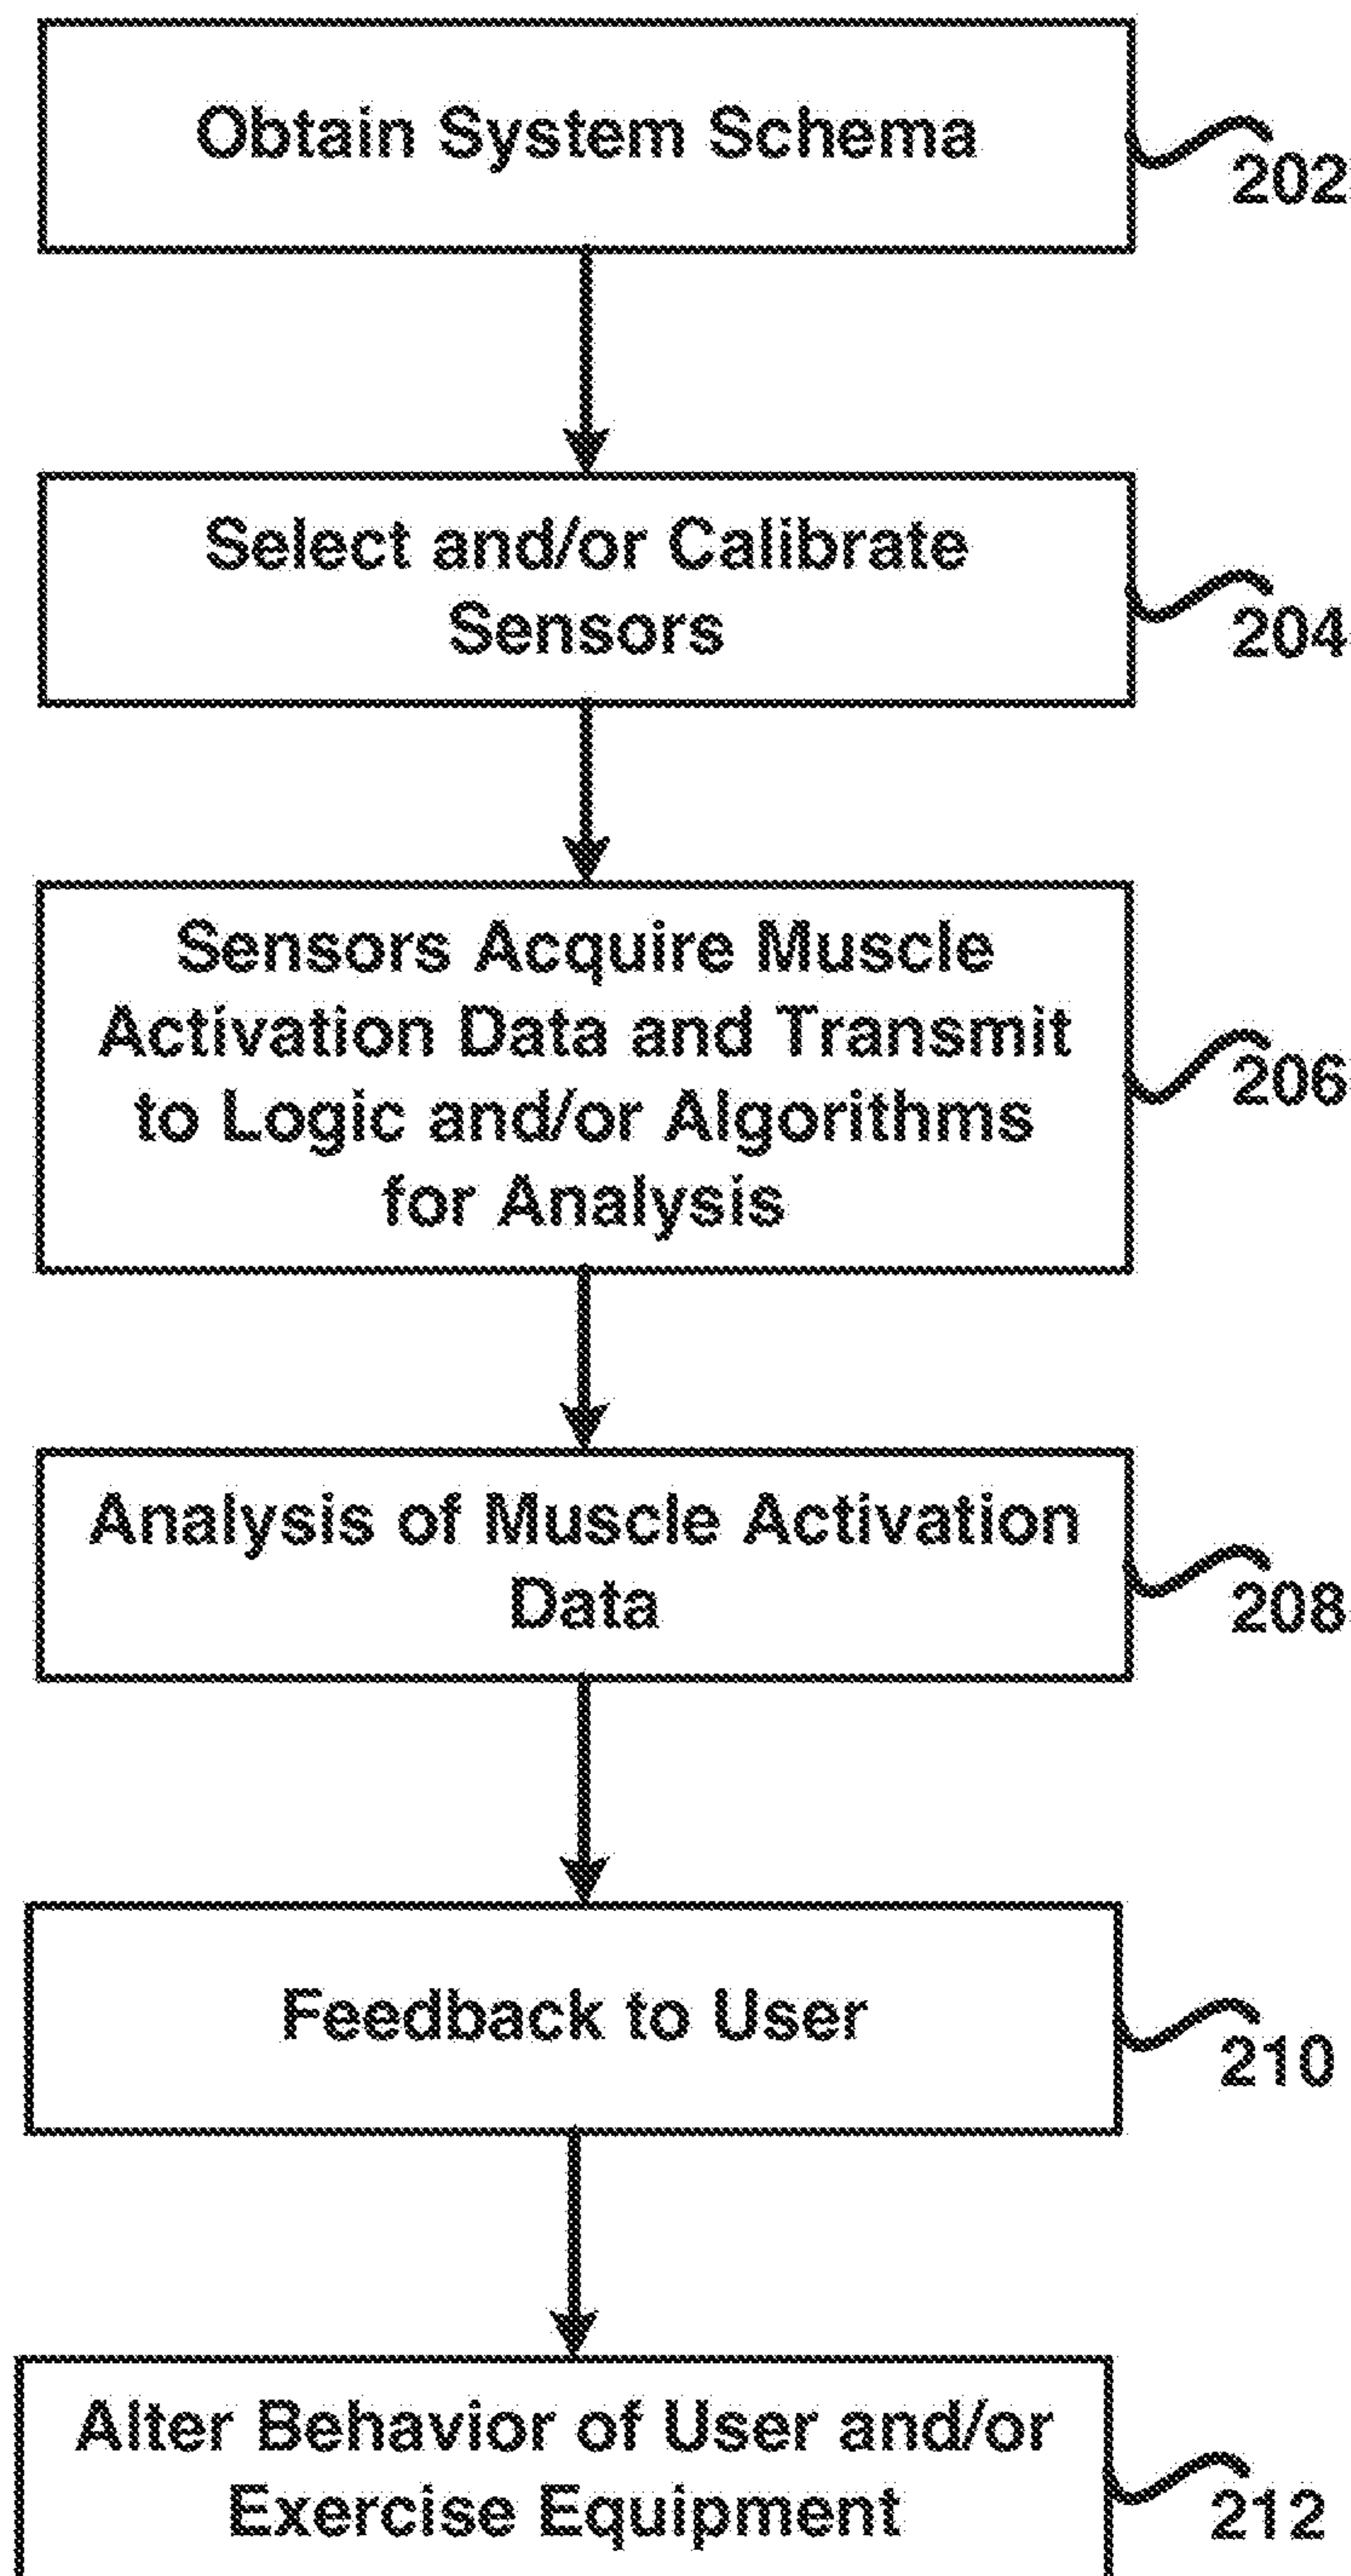 Obtain System Schema
202
Select and/or Calibrate
Sensors
204
Sensors Acquire Muscle
Activation Data and Transmit
to Logic and/or Algorithms
for Analysis
206
Analysis of Muscle Activation
Data
208
Feedback to User
210
Alter Behavior of User and/or
Exercise Equipment
212